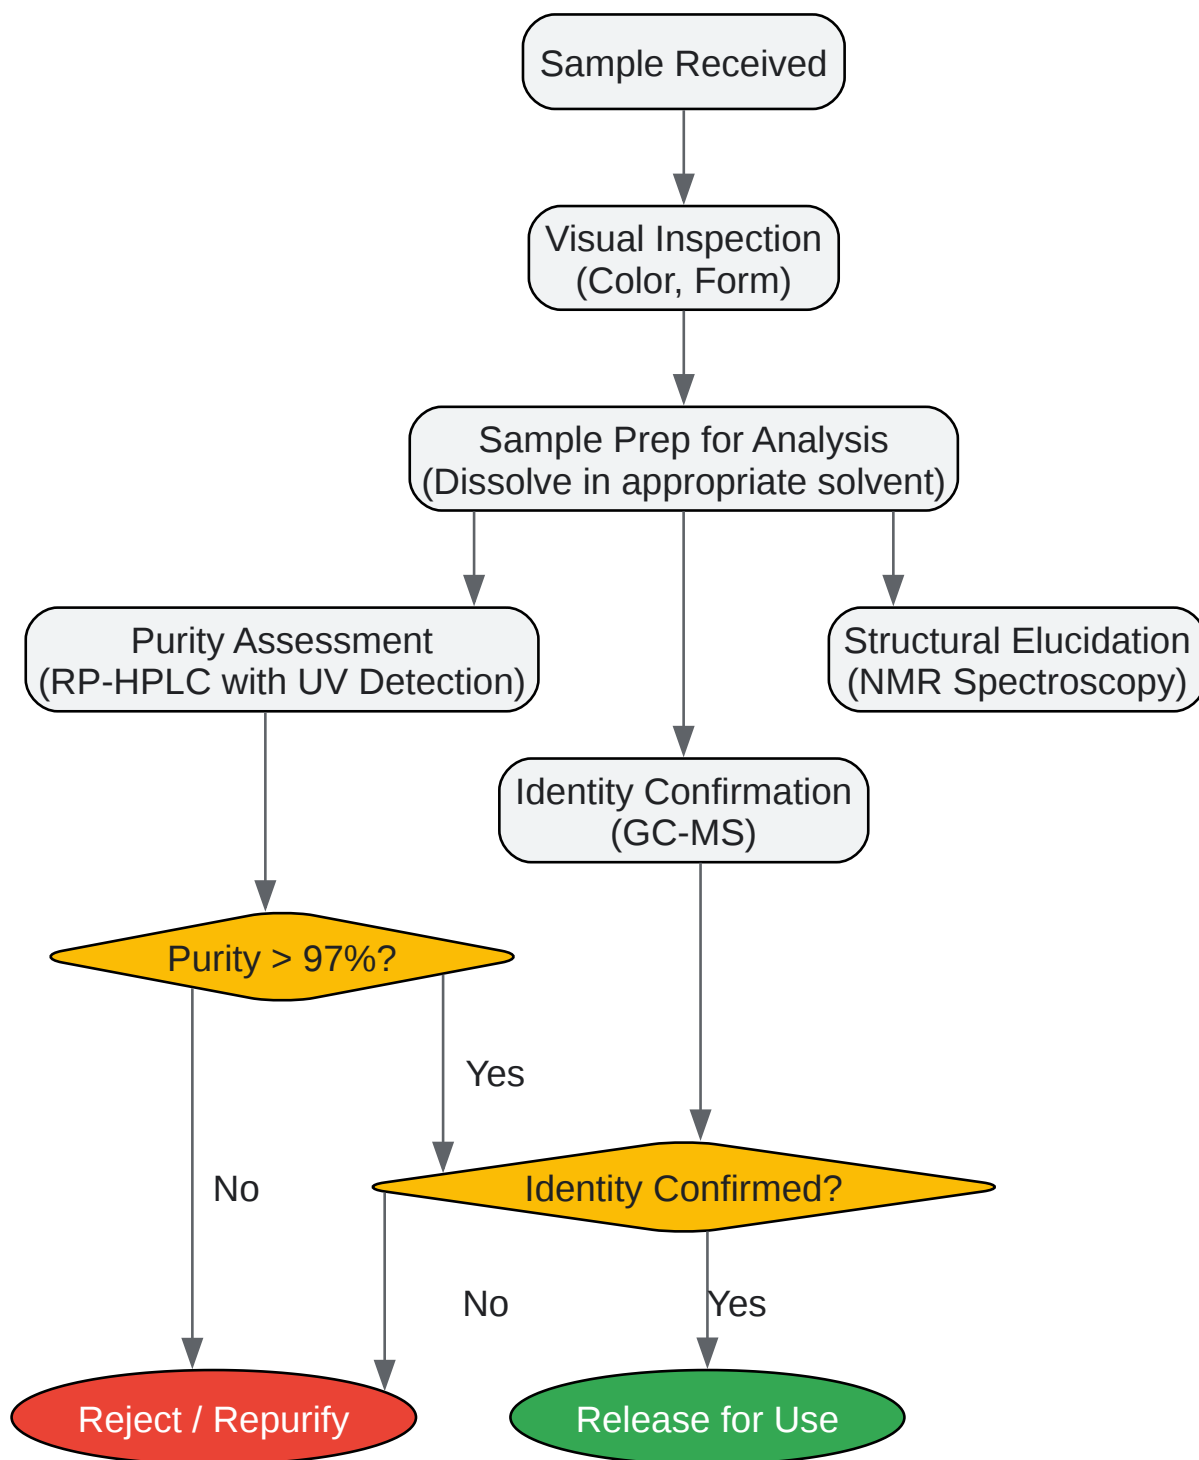 Sample Received
Visual Inspection
(Color, Form)
Sample Prep for Analysis
(Dissolve in appropriate solvent)
Purity Assessment
(RP-HPLC with UV Detection)
Structural Elucidation
(NMR Spectroscopy)
Identity Confirmation
(GC-MS)
Purity > 97%?
Yes
No
Identity Confirmed?
No
Yes
Reject / Repurify
Release for Use